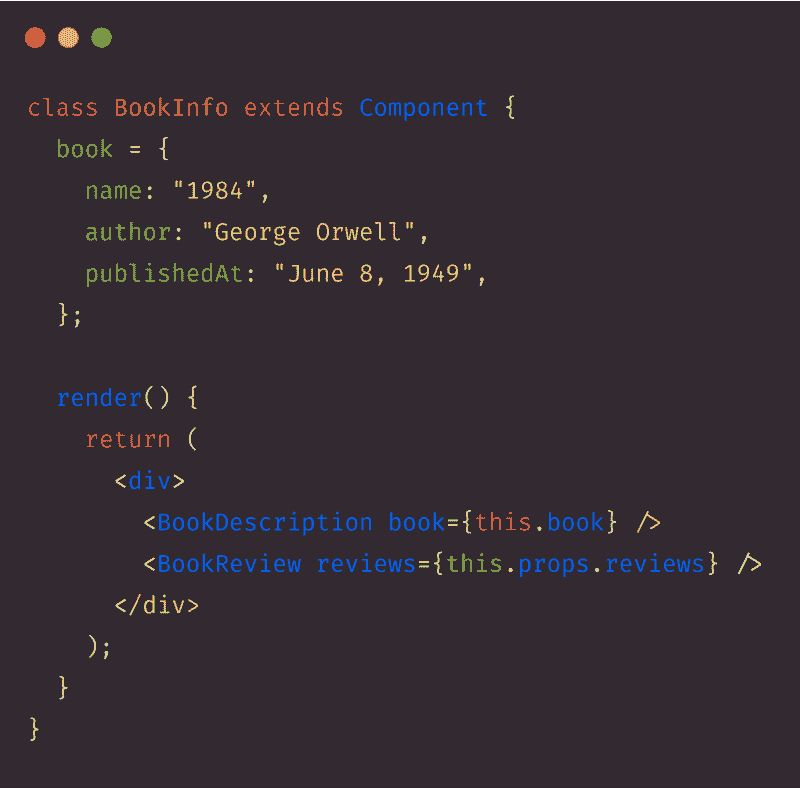 class BookInfo extends Component {
  book = {
    name: "1984",
    author: "George Orwell",
    publishedAt: "June 8, 1949",
  };

  render() {
    return (
      <div>
        <BookDescription book={this.book} />
        <BookReview reviews={this.props.reviews} />
      </div>
    );
  }
}